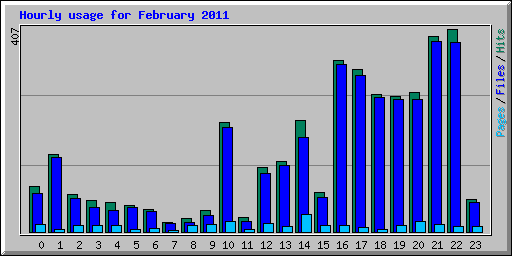 Hourly usage for February 2011
407
Pages / Files / Hits
0 1 2 3 4 5 6 7 8 9 10 11 12 13 14 15 16 17 18 19 20 21 22 23